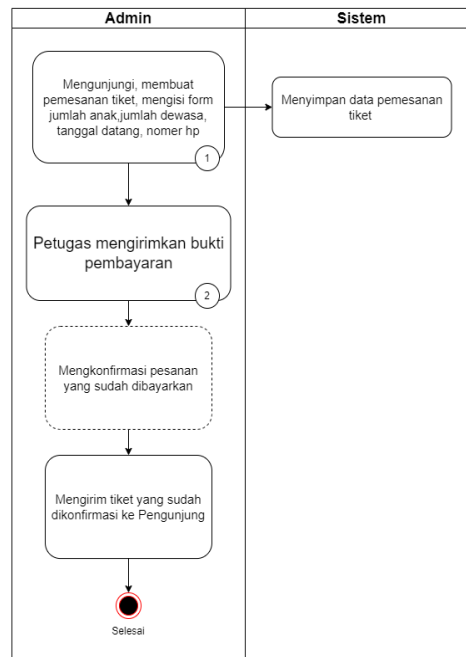 Admin
Sistem
Mengunjungi, membuat
pemesanan tiket, mengisi form
jumlah anak,jumlah dewasa,
tanggal datang, nomer hp
1
Menyimpan data pemesanan
tiket
Petugas mengirimkan bukti
pembayaran
2
Mengkonfirmasi pesanan
yang sudah dibayarkan
Mengirim tiket yang sudah
dikonfirmasi ke Pengunjung
Selesai